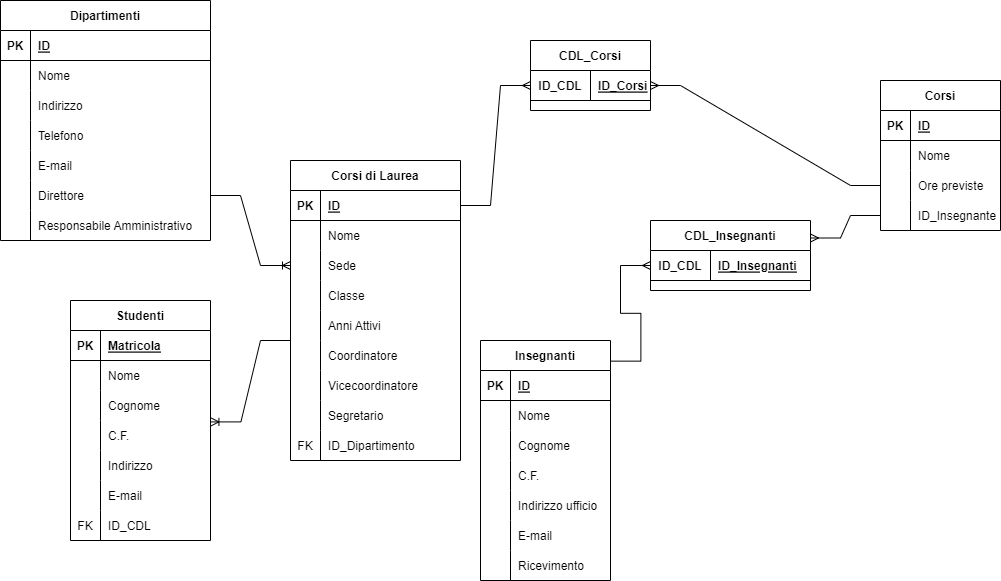 Dipartimenti
PK ID
Nome
Indirizzo
Telefono
E-mail
Direttore
Responsabile Amministrativo
Studenti
PK Matricola
Nome
Cognome
C.F.
Indirizzo
E-mail
FK ID_CDL
Corsi di Laurea
PK ID
Nome
Sede
Classe
Anni Attivi
Coordinatore
Vicecoordinatore
Segretario
FK ID_Dipartimento
CDL_Corsi
ID_CDL ID_Corsi
CDL_Insegnanti
ID_CDL ID_Insegnanti
Insegnanti
PK ID
Nome
Cognome
C.F.
Indirizzo ufficio
E-mail
Ricevimento
Corsi
PK ID
Nome
Ore previste
ID_Insegnante